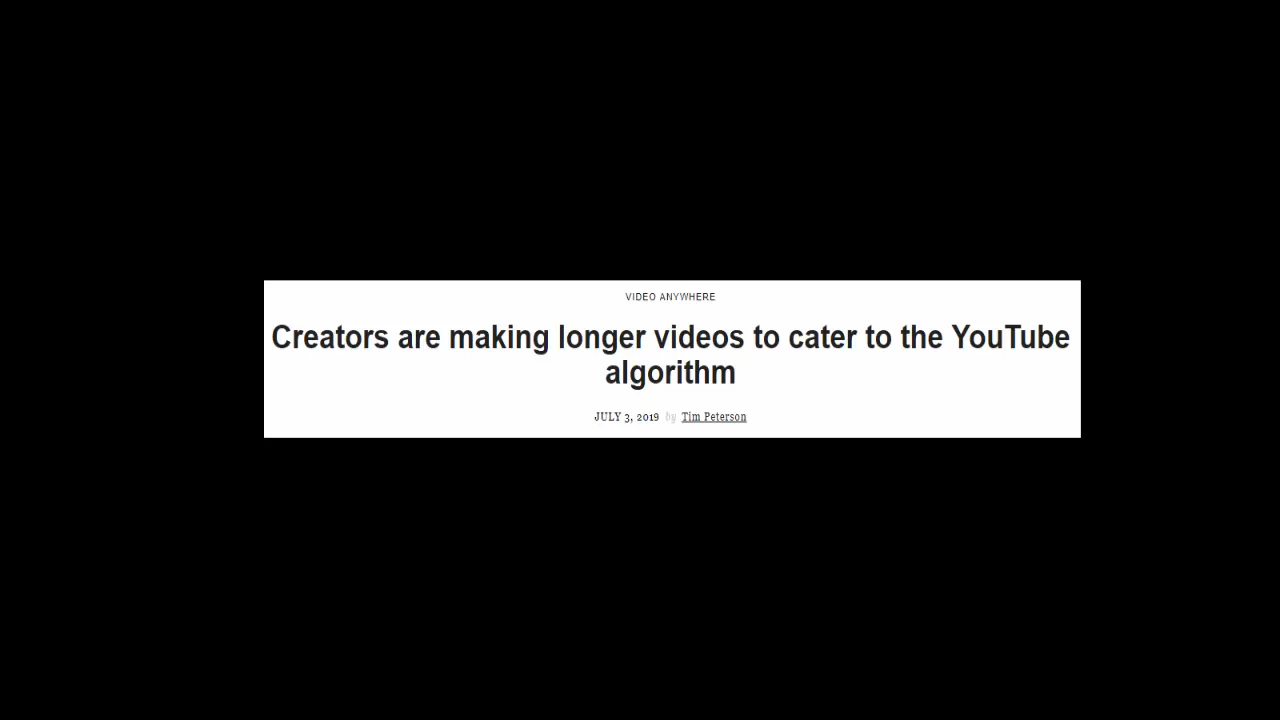 VIDEO ANYWHERE
Creators are making longer videos to cater to the YouTube
algorithm
JULY 3, 2019 by Tim Peterson